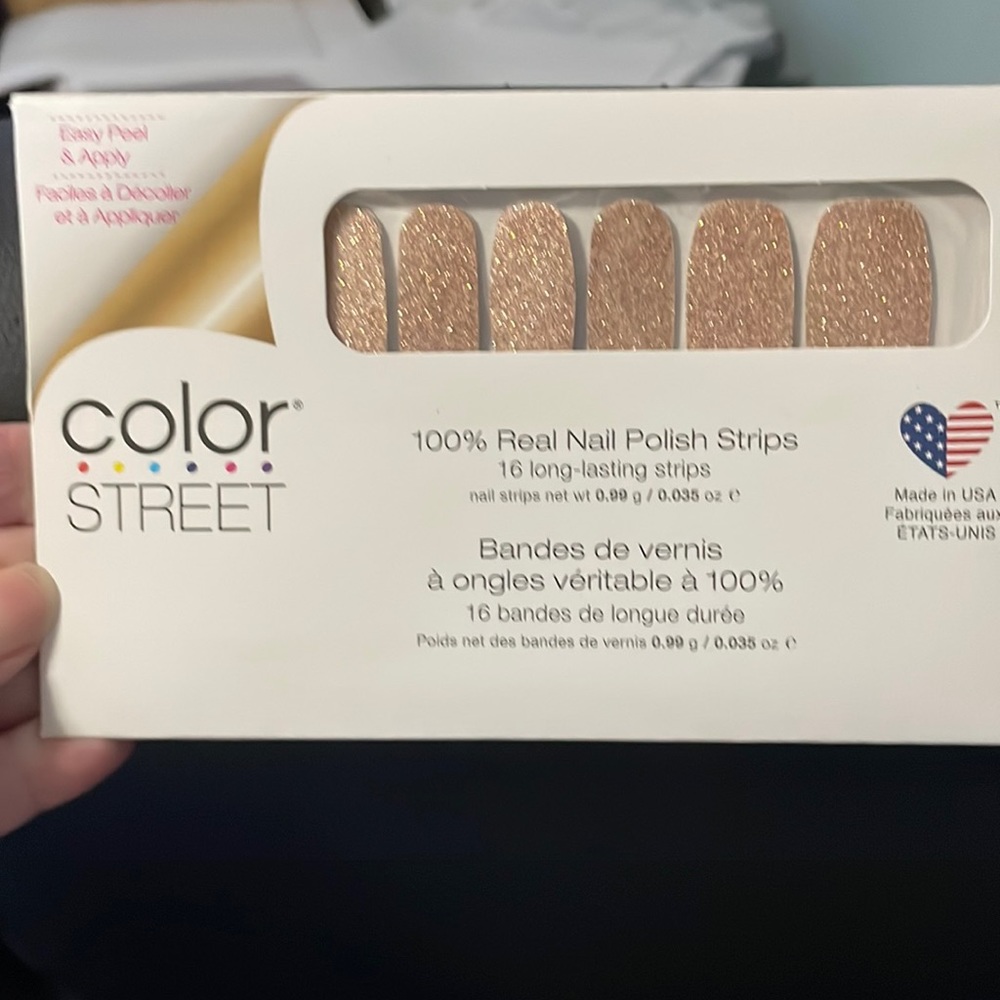 Easy Peel
& Apply
Faciles à Décoller
et à Appliquer
color®
STREET
100% Real Nail Polish Strips
16 long-lasting strips
nail strips net wt 0.99 g / 0.035 oz ℮
Bandes de vernis
à ongles véritable à 100%
16 bandes de longue durée
Poids net des bandes de vernis 0.99 g / 0.035 oz ℮
Made in USA
Fabriquées aux
ÉTATS-UNIS